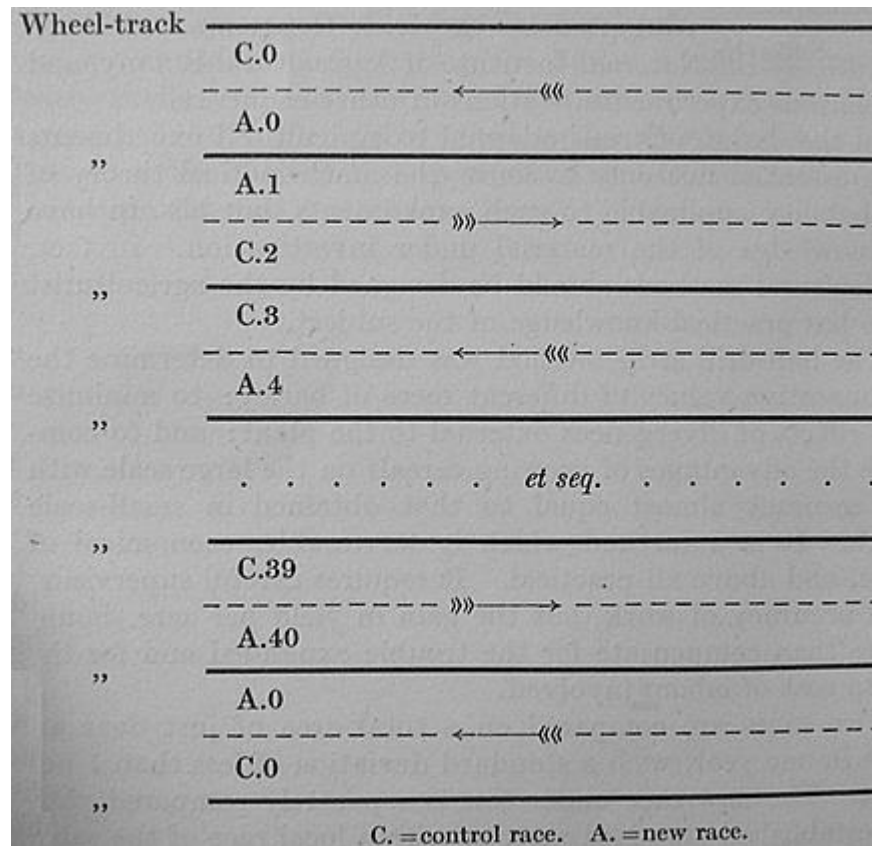 Wheel-track
C.0
A.0
,,
A.1
C.2
,,
C.3
A.4
,,
. . . . . et seq. . . . . .
,,
C.39
A.40
,,
A.0
C.0
,,
C. =control race. A. =new race.